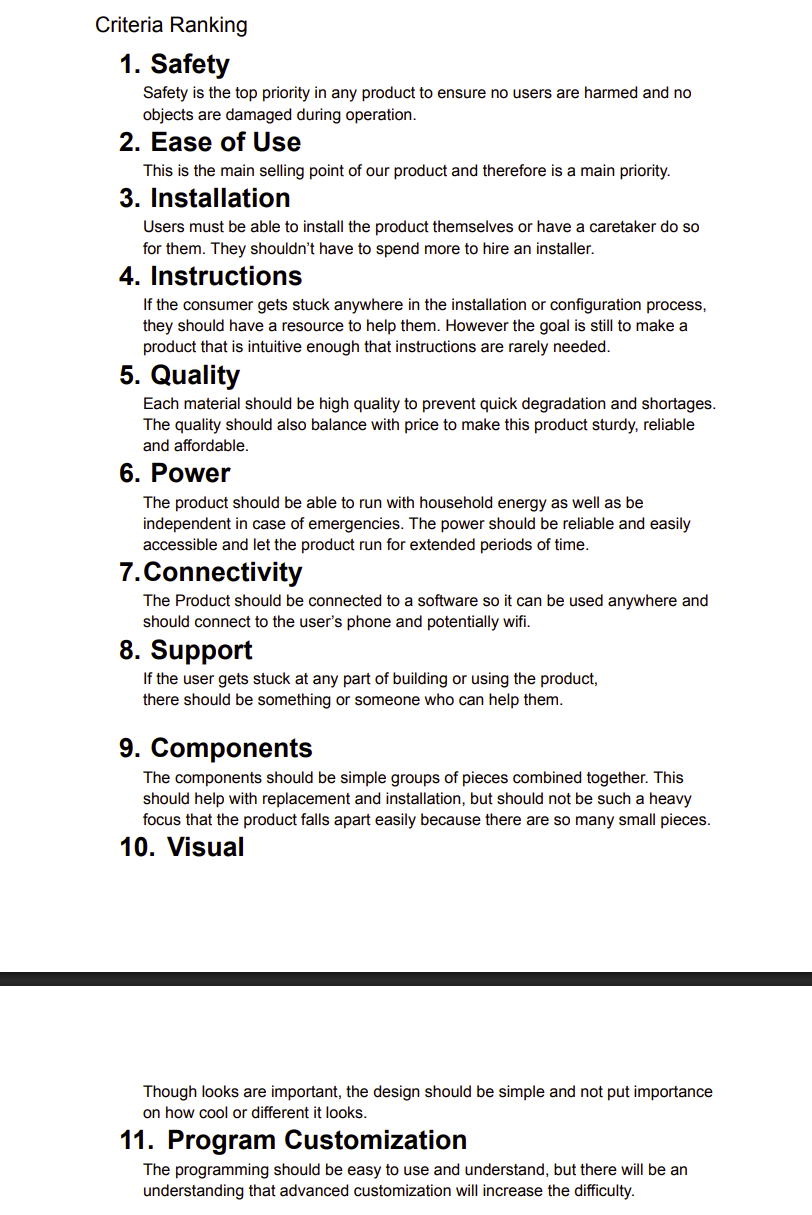 Criteria Ranking
1. Safety
Safety is the top priority in any product to ensure no users are harmed and no
objects are damaged during operation.
2. Ease of Use
This is the main selling point of our product and therefore is a main priority.
3. Installation
Users must be able to install the product themselves or have a caretaker do so
for them. They shouldn’t have to spend more to hire an installer.
4. Instructions
If the consumer gets stuck anywhere in the installation or configuration process,
they should have a resource to help them. However the goal is still to make a
product that is intuitive enough that instructions are rarely needed.
5. Quality
Each material should be high quality to prevent quick degradation and shortages.
The quality should also balance with price to make this product sturdy, reliable
and affordable.
6. Power
The product should be able to run with household energy as well as be
independent in case of emergencies. The power should be reliable and easily
accessible and let the product run for extended periods of time.
7. Connectivity
The Product should be connected to a software so it can be used anywhere and
should connect to the user’s phone and potentially wifi.
8. Support
If the user gets stuck at any part of building or using the product,
there should be something or someone who can help them.
9. Components
The components should be simple groups of pieces combined together. This
should help with replacement and installation, but should not be such a heavy
focus that the product falls apart easily because there are so many small pieces.
10. Visual
Though looks are important, the design should be simple and not put importance
on how cool or different it looks.
11. Program Customization
The programming should be easy to use and understand, but there will be an
understanding that advanced customization will increase the difficulty.